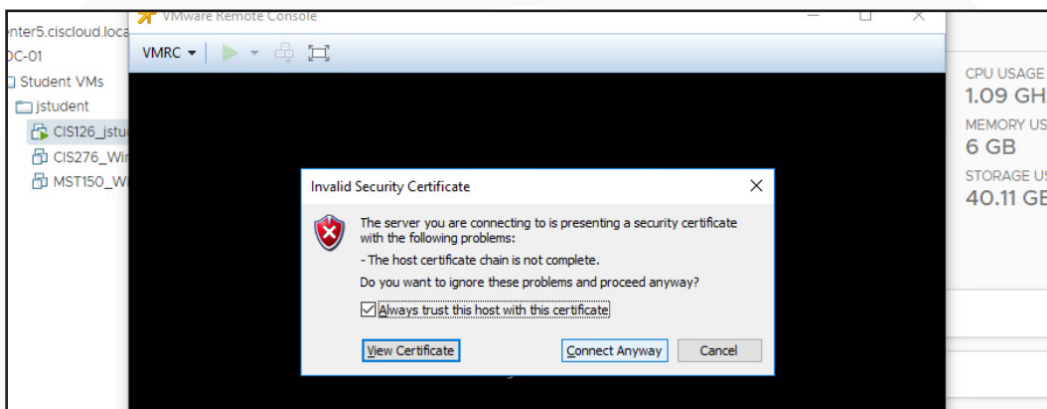 VMware Remote Console
nter5.ciscloud.loca
DC-01
VMRC
Student VMs
jstudent
CIS126_jstu
CIS276_Wi
MST150_W
CPU USAGE
1.09 GH
MEMORY US
6 GB
STORAGE US
40.11 GB
Invalid Security Certificate
The server you are connecting to is presenting a security certificate
with the following problems:
- The host certificate chain is not complete.
Do you want to ignore these problems and proceed anyway?
Always trust this host with this certificate
View Certificate
Connect Anyway
Cancel